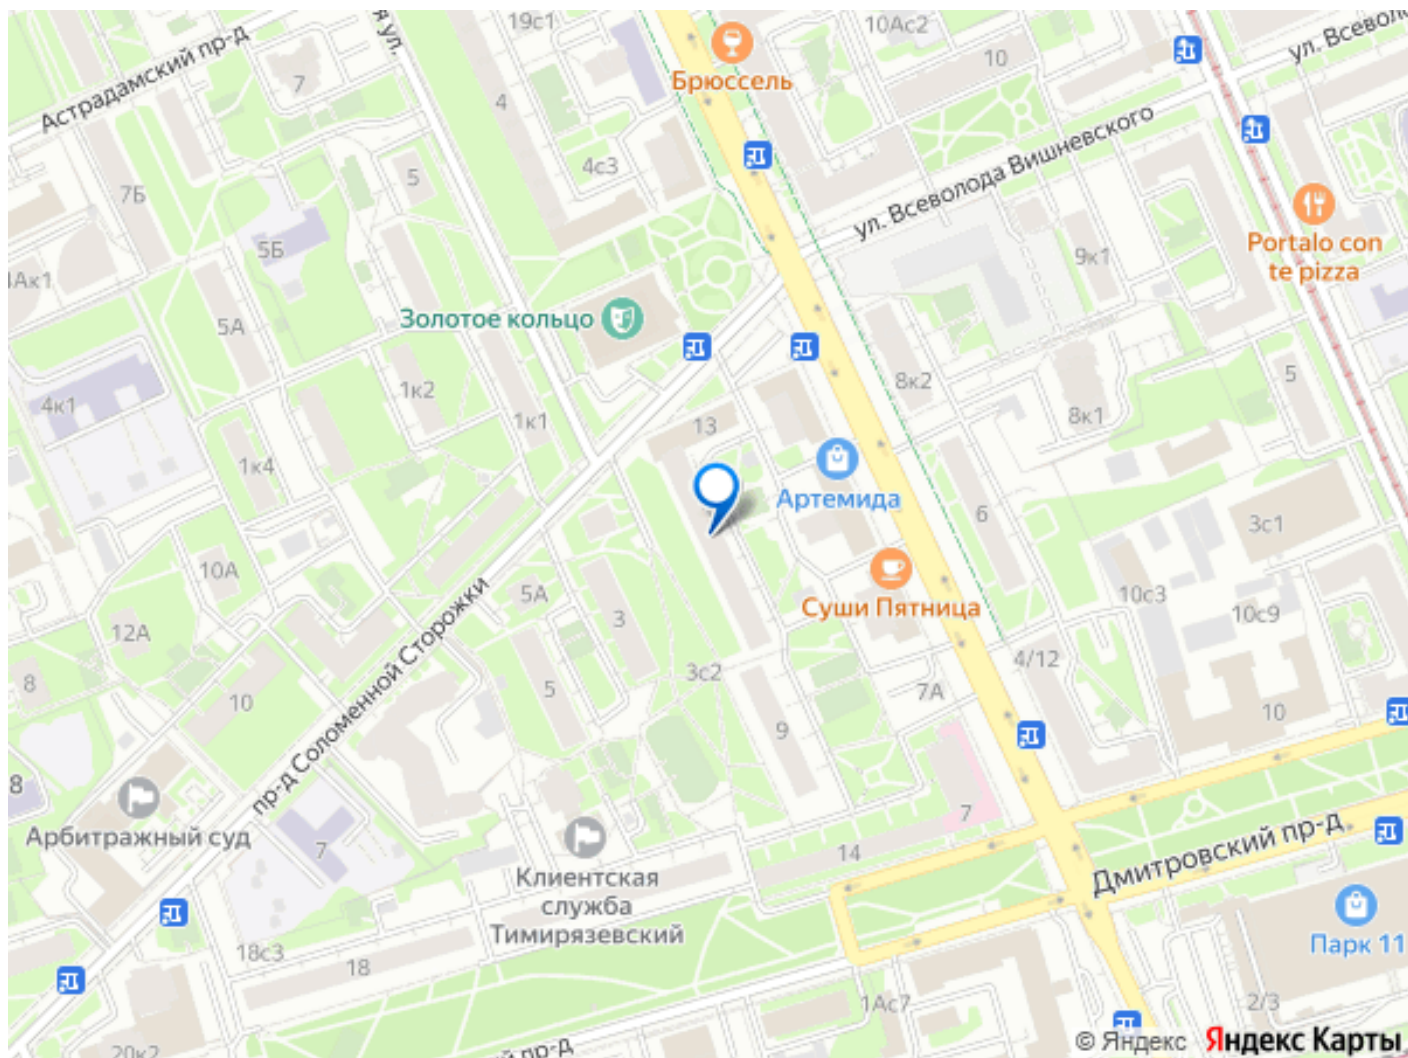 19с1
я ул.
10Ас2
ул. Всеволо
Астрадамский пр-д
7
Брюссель
10
4
ул. Всеволода Вишневского
4с3
5
7Б
5Б
Portalo con
te pizza
9к1
4Ак1
Золотое кольцо
5А
5
8к2
1к2
4к1
1к1
13
8к1
1к4
Артемида
6
3с1
10А
5А
Суши Пятница
10с3
10с9
12А
3
4/12
3с2
8
7А
5
10
9
10
пр-д Соломенной Сторожки
8
Арбитражный суд
7
7
14
Дмитровский пр-д
Клиентская
служба
Тимирязевский
Парк 11
18с3
18
1Ас7
2/3
20к2
й пр-д
© Яндекс Яндекс Карты